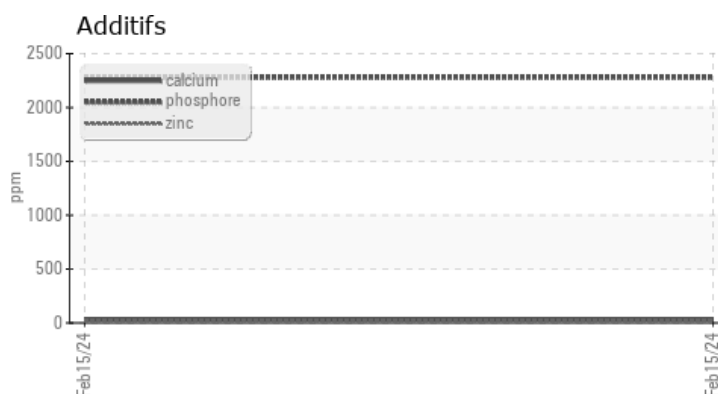 Additifs
2500
2000
1500
1000
500
0
ppm
calcium
phosphore
zinc
Feb15/24
Feb15/24